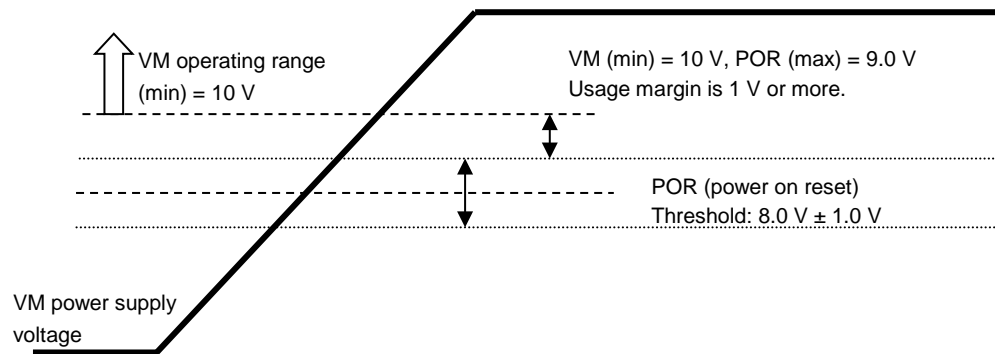 VM operating range
(min) = 10 V
VM (min) = 10 V, POR (max) = 9.0 V
Usage margin is 1 V or more.
POR (power on reset)
Threshold: 8.0 V ± 1.0 V
VM power supply
voltage